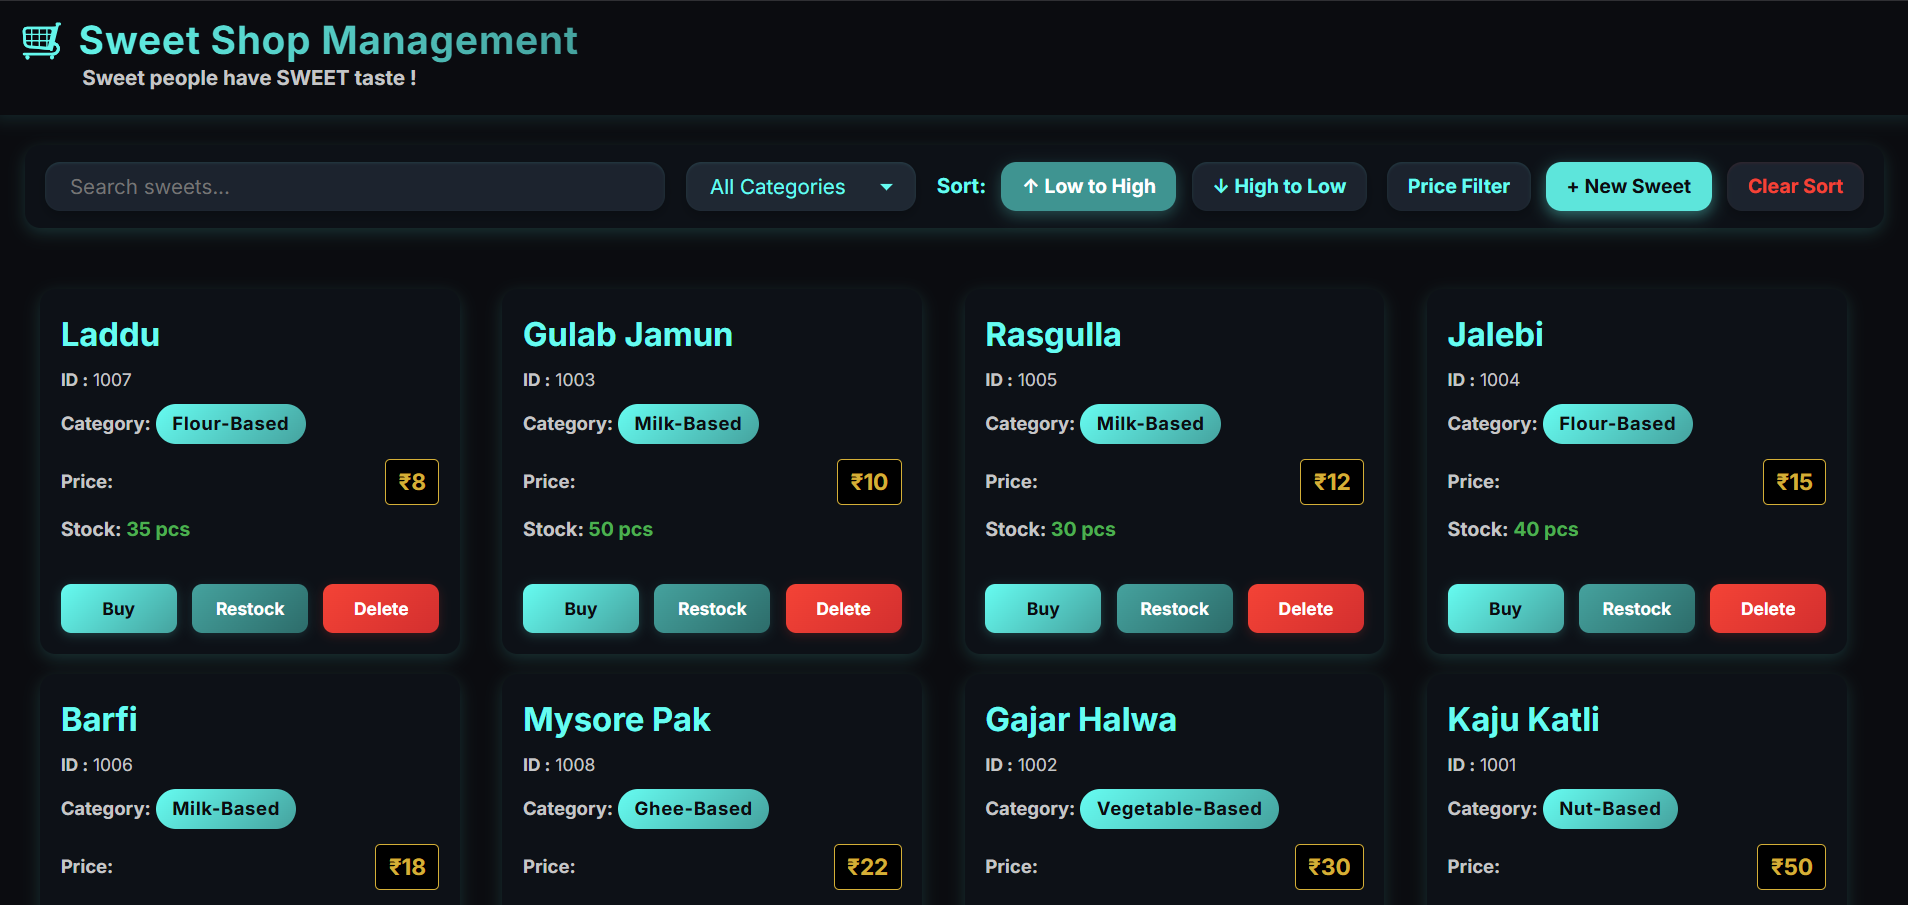 Sweet Shop Management
Sweet people have SWEET taste !
Search sweets... All Categories Sort: ↑ Low to High ↓ High to Low Price Filter + New Sweet Clear Sort
Laddu
ID : 1007
Category: Flour-Based
Price: ₹8
Stock: 35 pcs
Buy Restock Delete
Gulab Jamun
ID : 1003
Category: Milk-Based
Price: ₹10
Stock: 50 pcs
Buy Restock Delete
Rasgulla
ID : 1005
Category: Milk-Based
Price: ₹12
Stock: 30 pcs
Buy Restock Delete
Jalebi
ID : 1004
Category: Flour-Based
Price: ₹15
Stock: 40 pcs
Buy Restock Delete
Barfi
ID : 1006
Category: Milk-Based
Price: ₹18
Mysore Pak
ID : 1008
Category: Ghee-Based
Price: ₹22
Gajar Halwa
ID : 1002
Category: Vegetable-Based
Price: ₹30
Kaju Katli
ID : 1001
Category: Nut-Based
Price: ₹50